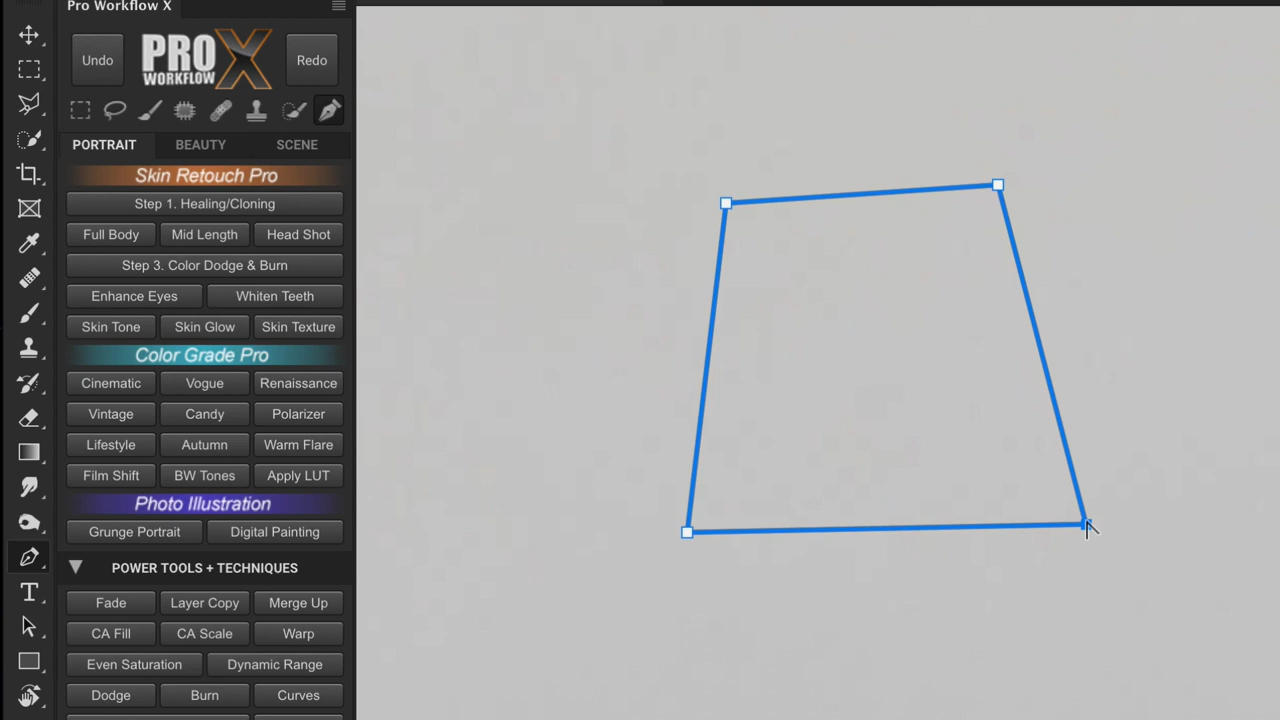 Pro Workflow X
Undo
PRO X
WORKFLOW
Redo
PORTRAIT BEAUTY SCENE
Skin Retouch Pro
Step 1. Healing/Cloning
Full Body Mid Length Head Shot
Step 3. Color Dodge & Burn
Enhance Eyes Whiten Teeth
Skin Tone Skin Glow Skin Texture
Color Grade Pro
Cinematic Vogue Renaissance
Vintage Candy Polarizer
Lifestyle Autumn Warm Flare
Film Shift BW Tones Apply LUT
Photo Illustration
Grunge Portrait Digital Painting
POWER TOOLS + TECHNIQUES
Fade Layer Copy Merge Up
CA Fill CA Scale Warp
Even Saturation Dynamic Range
Dodge Burn Curves